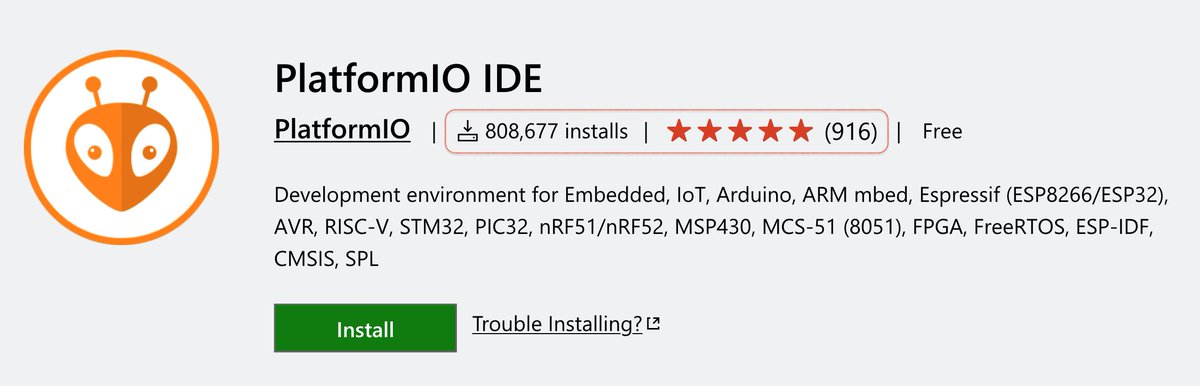 PlatformIO IDE
PlatformIO | 808,677 installs | (916) | Free
Development environment for Embedded, IoT, Arduino, ARM mbed, Espressif (ESP8266/ESP32),
AVR, RISC-V, STM32, PIC32, nRF51/nRF52, MSP430, MCS-51 (8051), FPGA, FreeRTOS, ESP-IDF,
CMSIS, SPL
Install Trouble Installing?